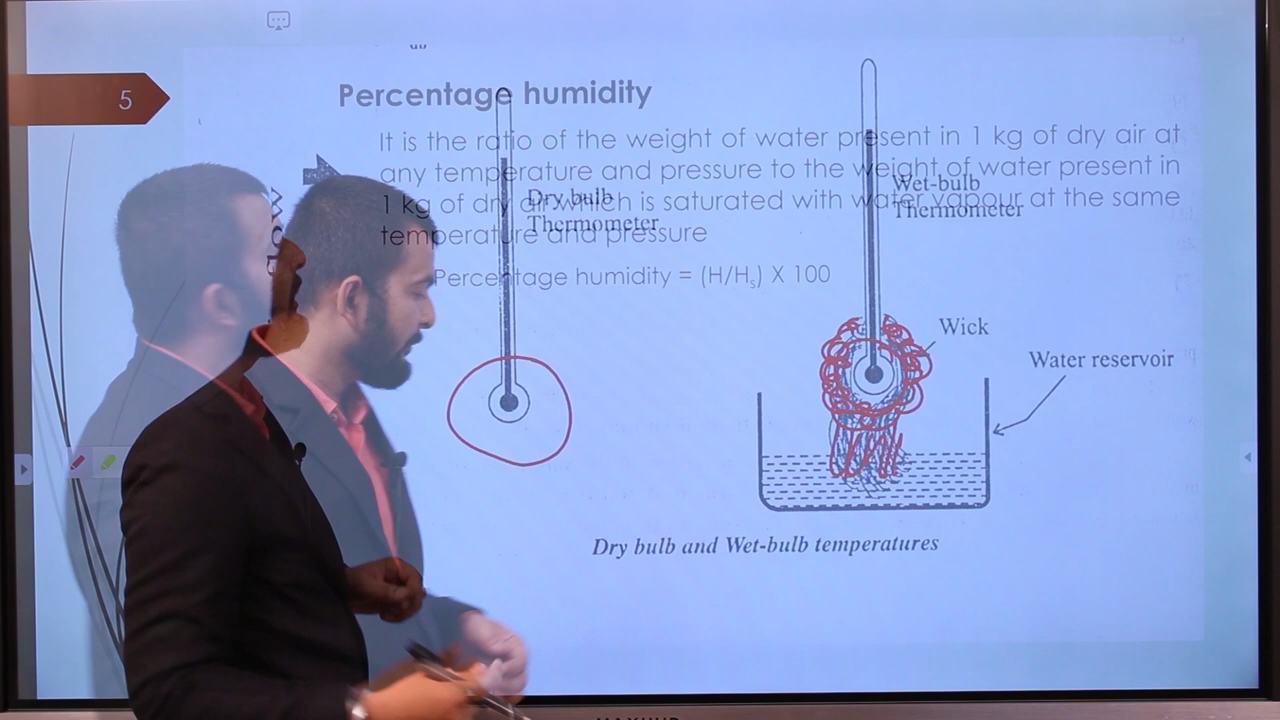 5
Percentage humidity
It is the ratio of the weight of water present in 1 kg of dry air at
any temperature and pressure to the weight of water present in
1 kg of dry air which is saturated with water vapour at the same
temperature and pressure
Percentage humidity = (H/Hs) X 100
Dry bulb
Thermometer
Wet-bulb
Thermometer
Wick
Water reservoir
Dry bulb and Wet-bulb temperatures